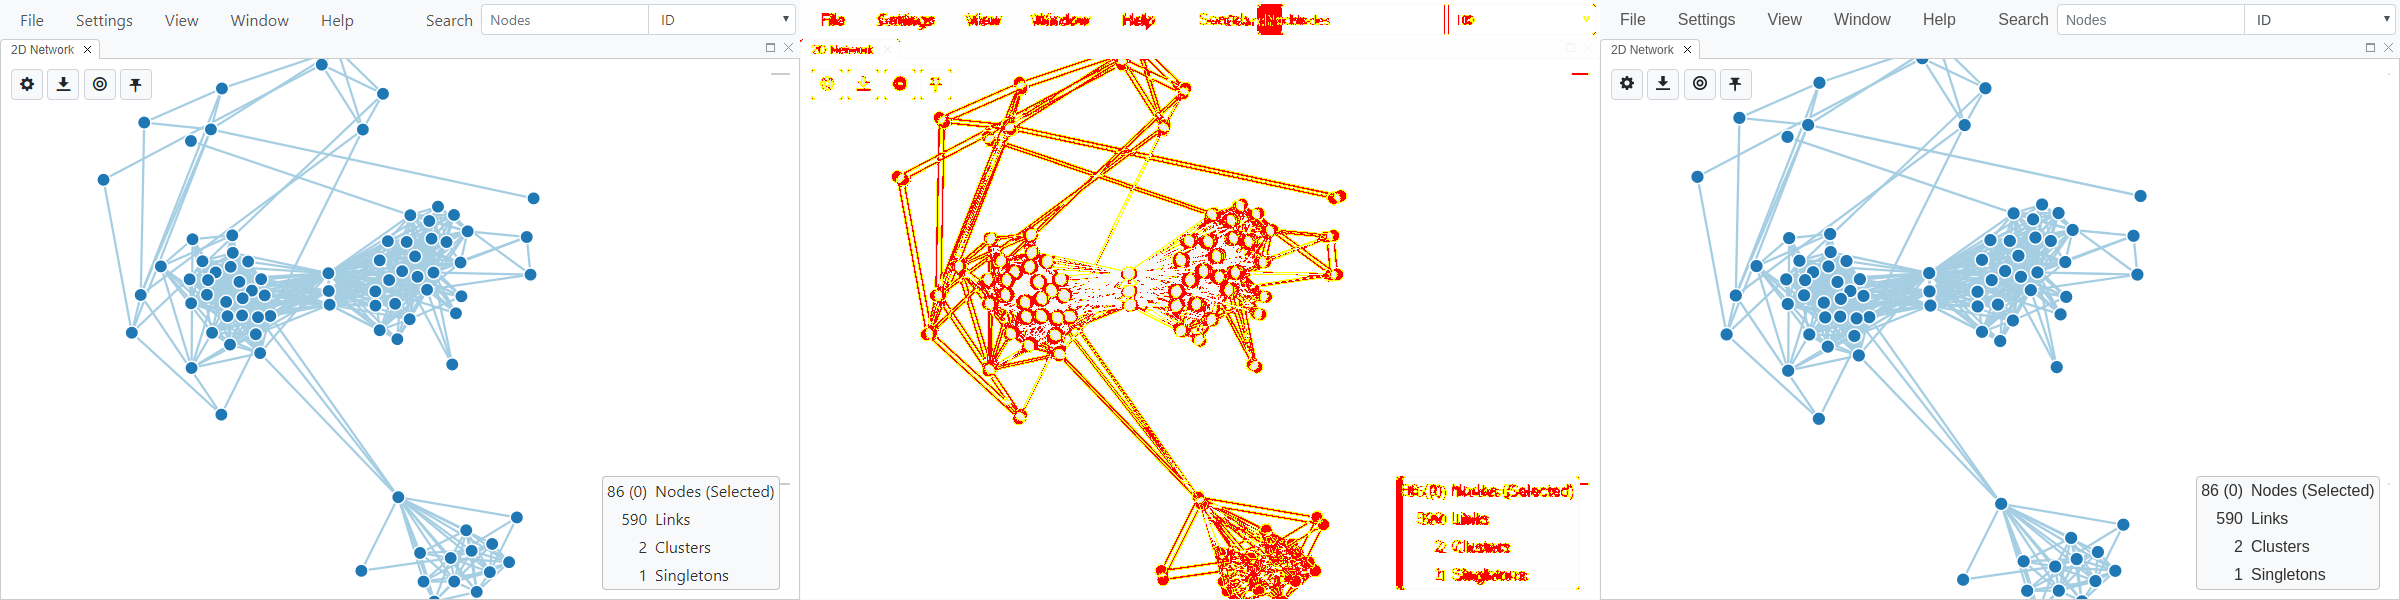 File Settings View Window Help Search Nodes ID
2D Network
86 (0) Nodes (Selected)
590 Links
2 Clusters
1 Singletons
File Settings View Window Help Search Nodes ID
2D Network
(0) Nodes (Selected)
590 Links
2 Clusters
1 Singletons
File Settings View Window Help Search Nodes ID
2D Network
86 (0) Nodes (Selected)
590 Links
2 Clusters
1 Singletons